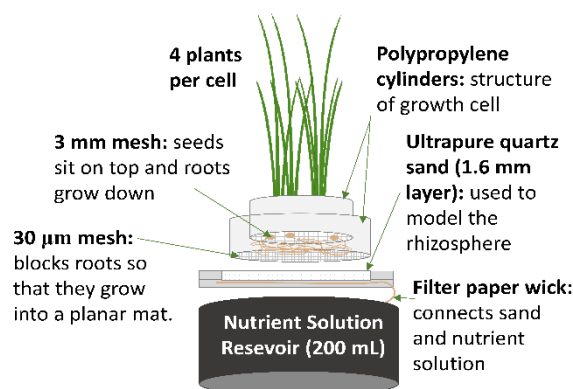 4 plants
per cell
Polypropylene
cylinders: structure
of growth cell
3 mm mesh: seeds
sit on top and roots
grow down
Ultrapure quartz
sand (1.6 mm
layer): used to
model the
rhizosphere
30 μm mesh:
blocks roots so
that they grow
into a planar mat.
Filter paper wick:
connects sand
and nutrient
solution
Nutrient Solution
Resevoir (200 mL)